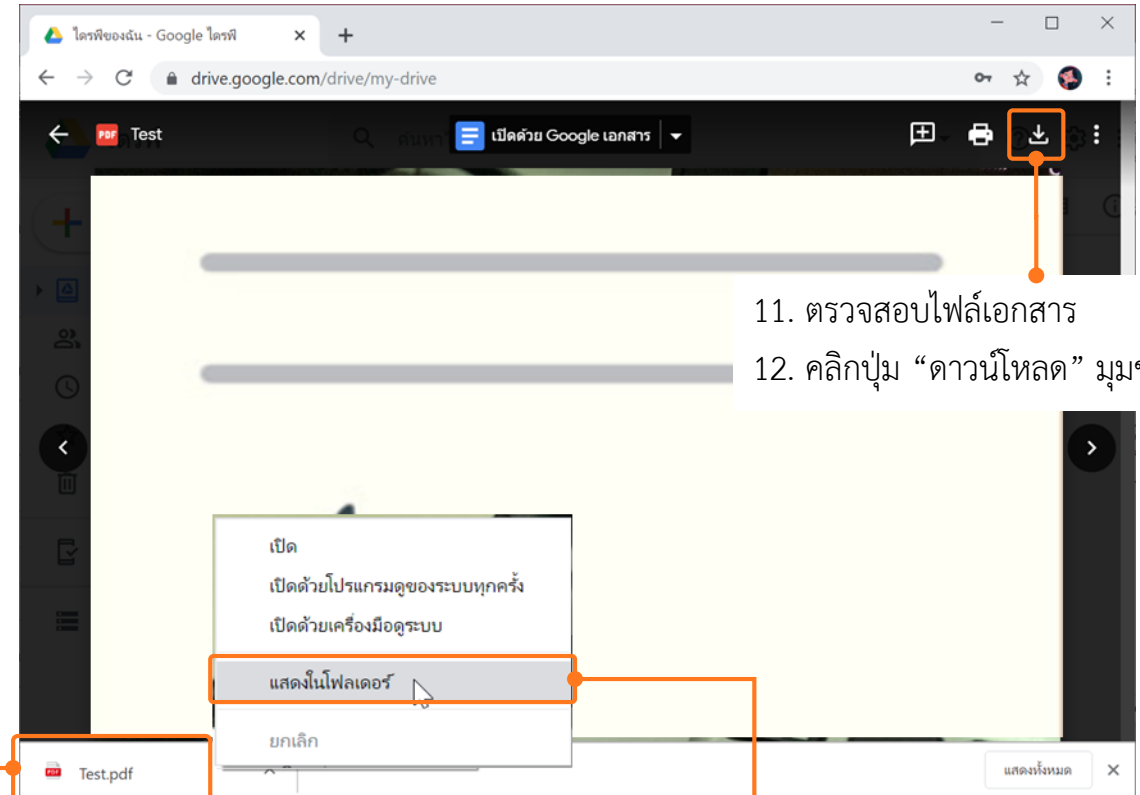 ไดรฟ์ของฉัน - Google ไดรฟ์
drive.google.com/drive/my-drive
PDF Test
เปิดด้วย Google เอกสาร
11. ตรวจสอบไฟล์เอกสาร
12. คลิกปุ่ม “ดาวน์โหลด”
เปิด
เปิดด้วยโปรแกรมดูของระบบทุกครั้ง
เปิดด้วยเครื่องมือดูระบบ
แสดงในโฟลเดอร์
ยกเลิก
PDF Test.pdf
แสดงทั้งหมด